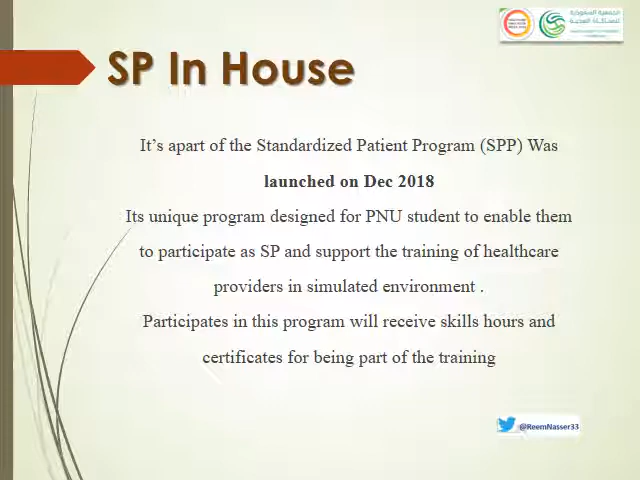 SP In House
It's apart of the Standardized Patient Program (SPP) Was
launched on Dec 2018
Its unique program designed for PNU student to enable them
to participate as SP and support the training of healthcare
providers in simulated environment .
Participates in this program will receive skills hours and
certificates for being part of the training
@ReemNasser33